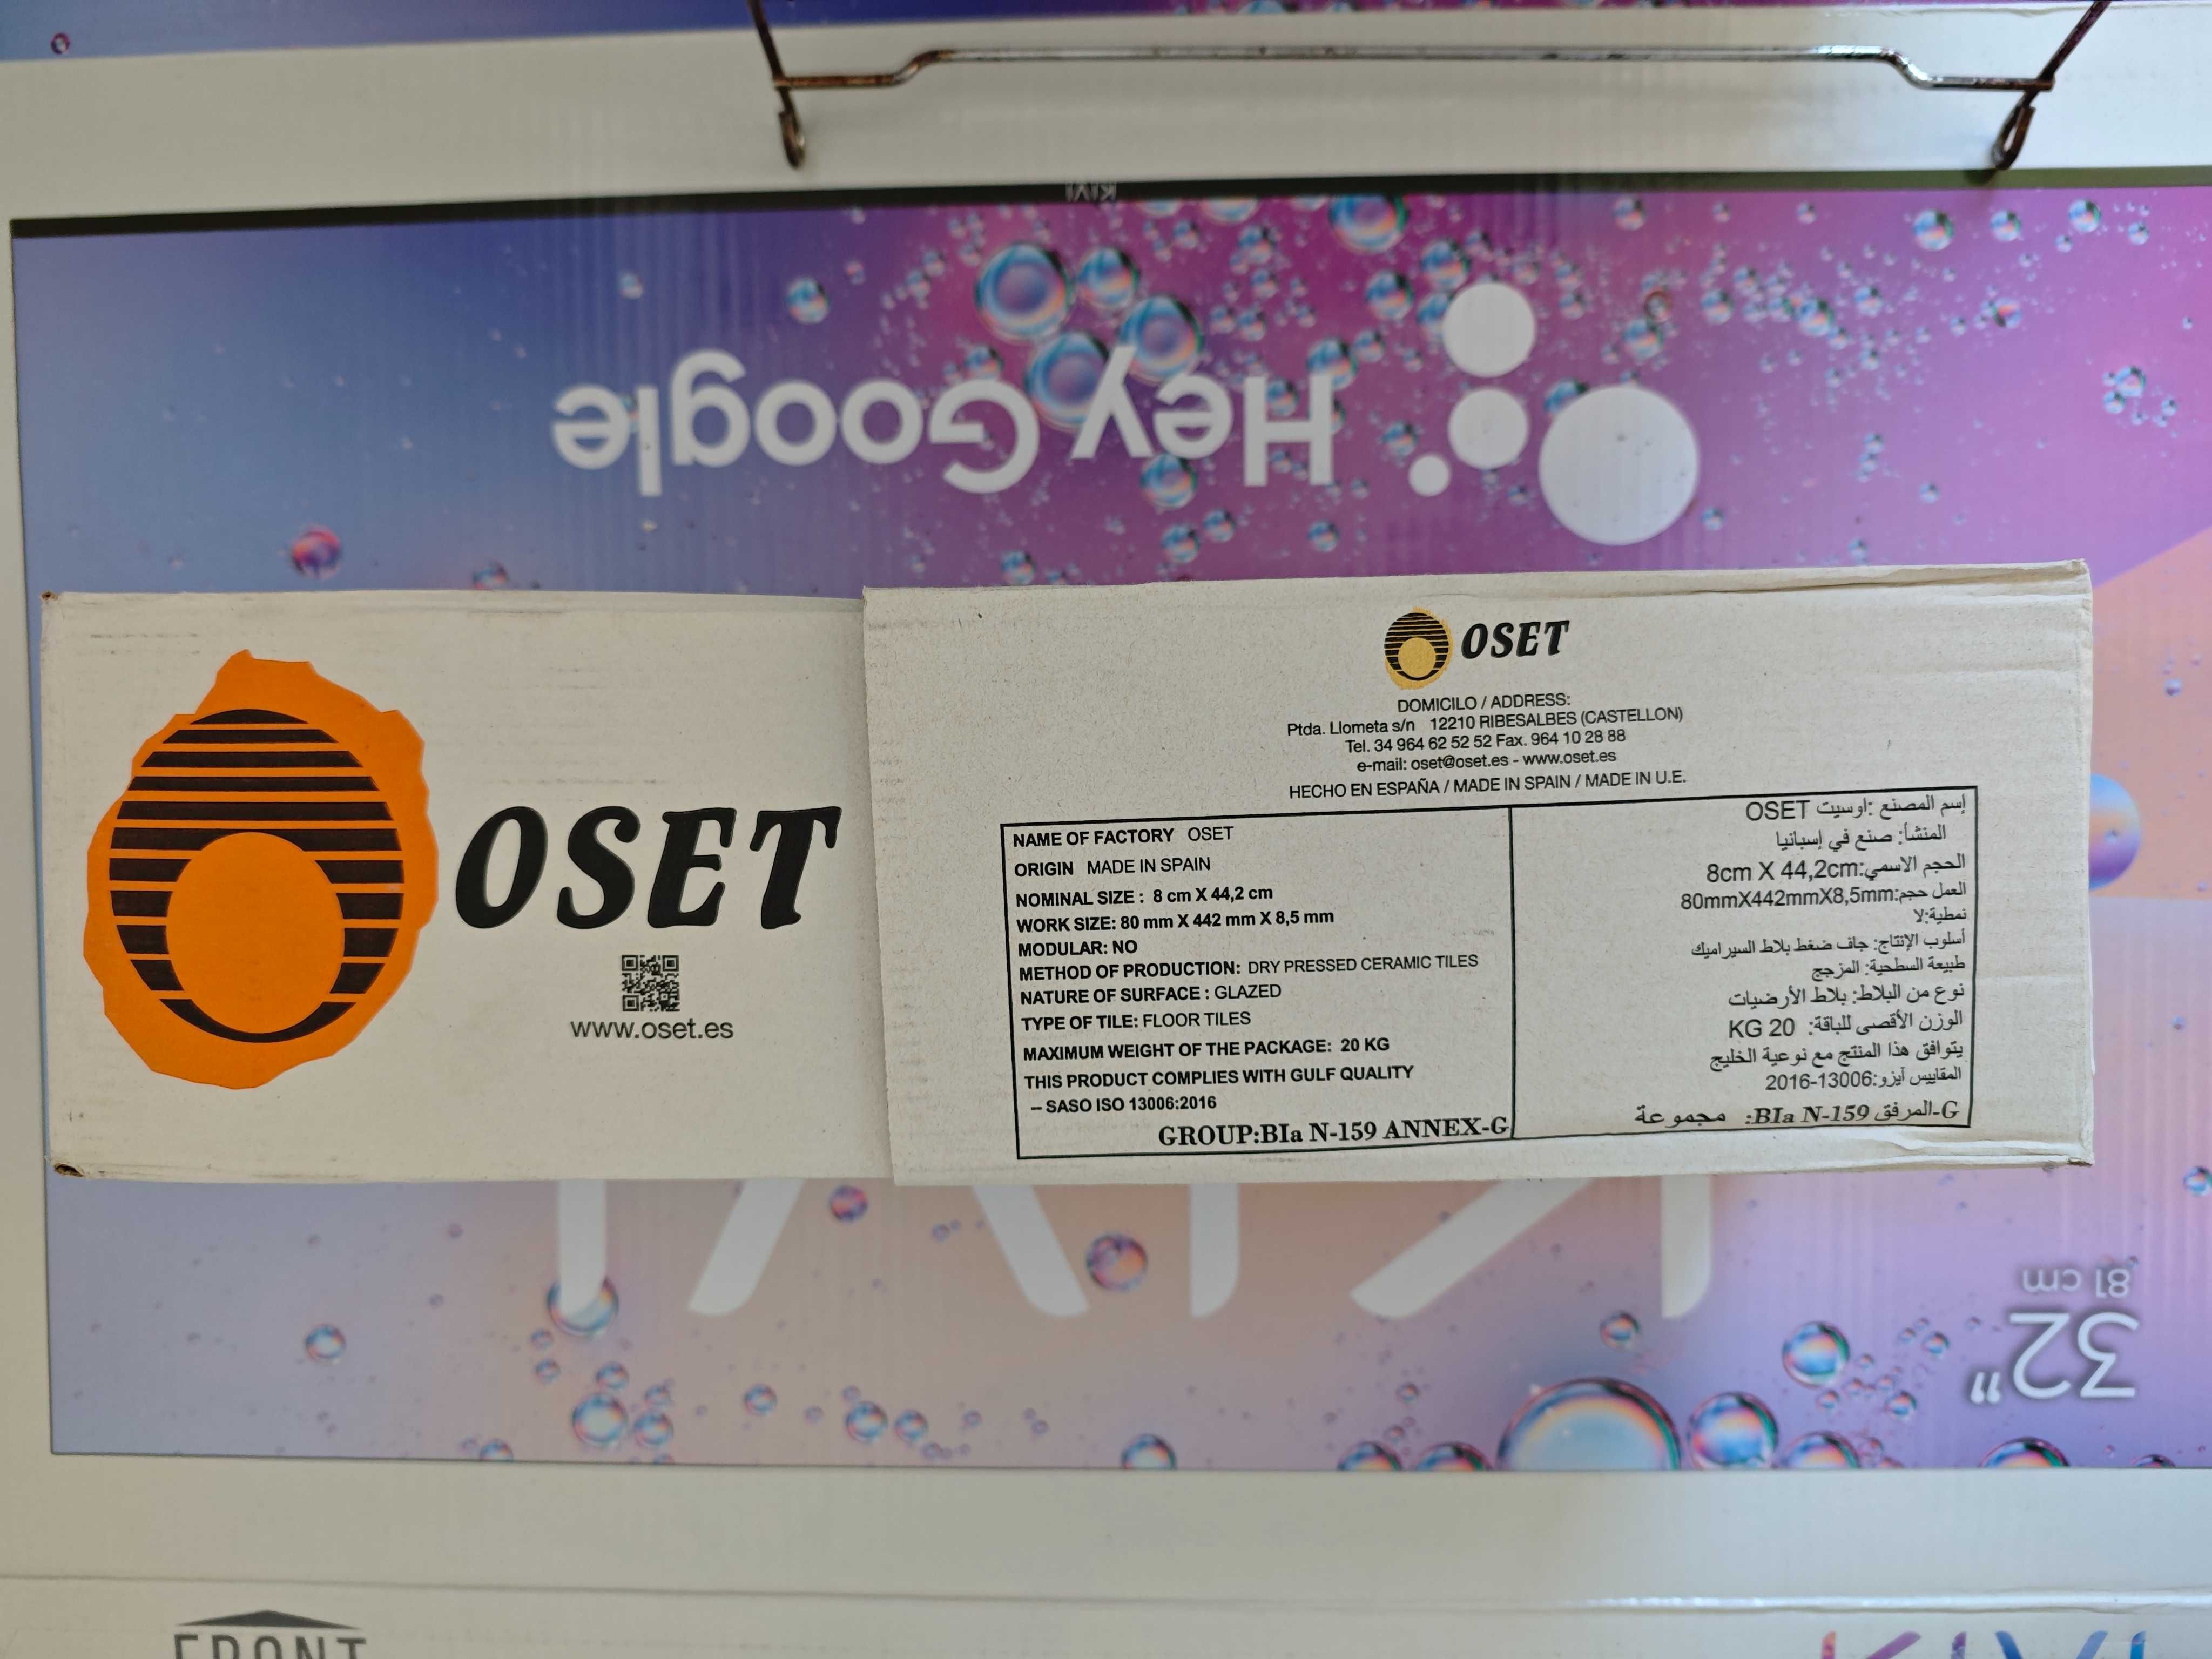 KIVI
Hey Google
OSET
www.oset.es
OSET
DOMICILO / ADDRESS:
Ptda. Llometa s/n 12210 RIBESALBES (CASTELLON)
Tel. 34 964 62 52 52 Fax. 964 10 28 88
e-mail: oset@oset.es - www.oset.es
HECHO EN ESPAÑA / MADE IN SPAIN / MADE IN U.E.
NAME OF FACTORY OSET
ORIGIN MADE IN SPAIN
NOMINAL SIZE : 8 cm X 44,2 cm
WORK SIZE: 80 mm X 442 mm X 8,5 mm
MODULAR: NO
METHOD OF PRODUCTION: DRY PRESSED CERAMIC TILES
NATURE OF SURFACE : GLAZED
TYPE OF TILE: FLOOR TILES
MAXIMUM WEIGHT OF THE PACKAGE: 20 KG
THIS PRODUCT COMPLIES WITH GULF QUALITY
-- SASO ISO 13006:2016
GROUP:BIa N-159 ANNEX-G
إسم المصنع :اوسيت OSET
المنشأ: صنع في إسبانيا
الحجم الاسمي:8cm X 44,2cm
العمل حجم:80mmX442mmX8,5mm
نمطية:لا
أسلوب الإنتاج: جاف ضغط بلاط السيراميك
طبيعة السطحية: المزجج
نوع من البلاط: بلاط الأرضيات
الوزن الأقصى للباقة: 20 KG
يتوافق هذا المنتج مع نوعية الخليج
المقاييس آيزو:13006-2016
G-المرفق BIa N-159: مجموعة
KIVI
81 cm
32"
FRONT
KIVI